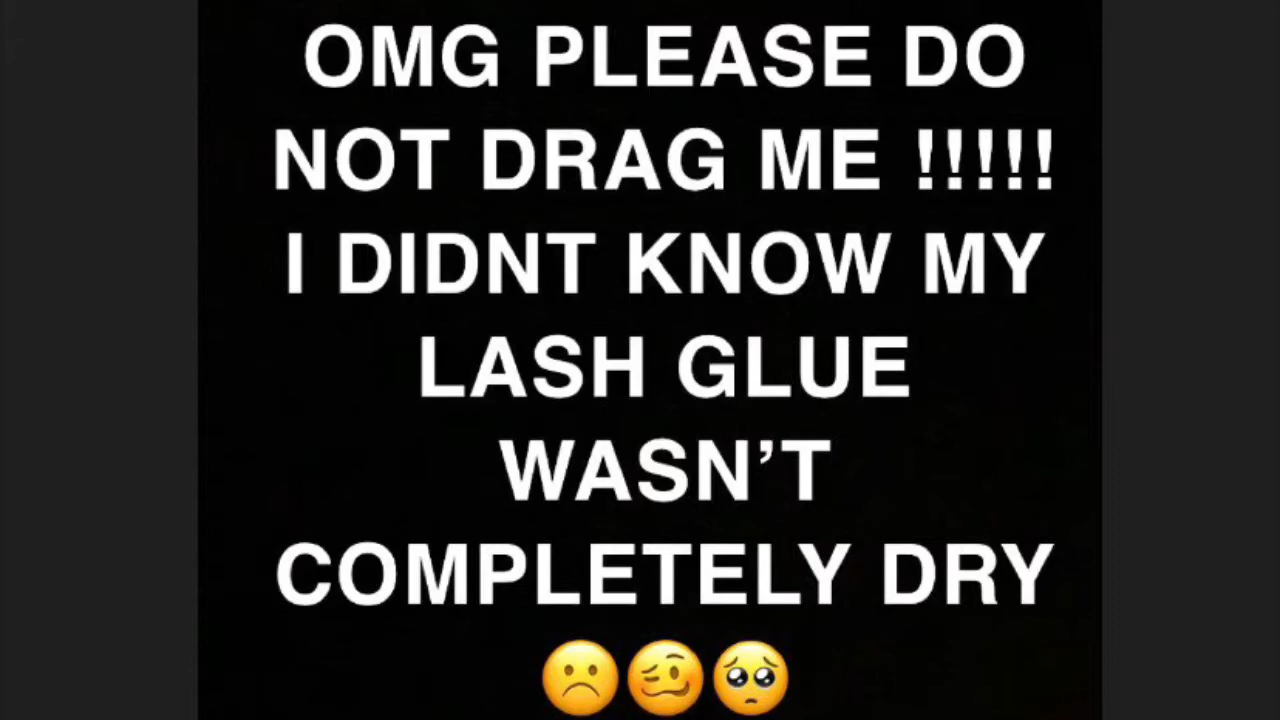 OMG PLEASE DO
NOT DRAG ME !!!!!
I DIDNT KNOW MY
LASH GLUE
WASN’T
COMPLETELY DRY
☹️🥴🥺